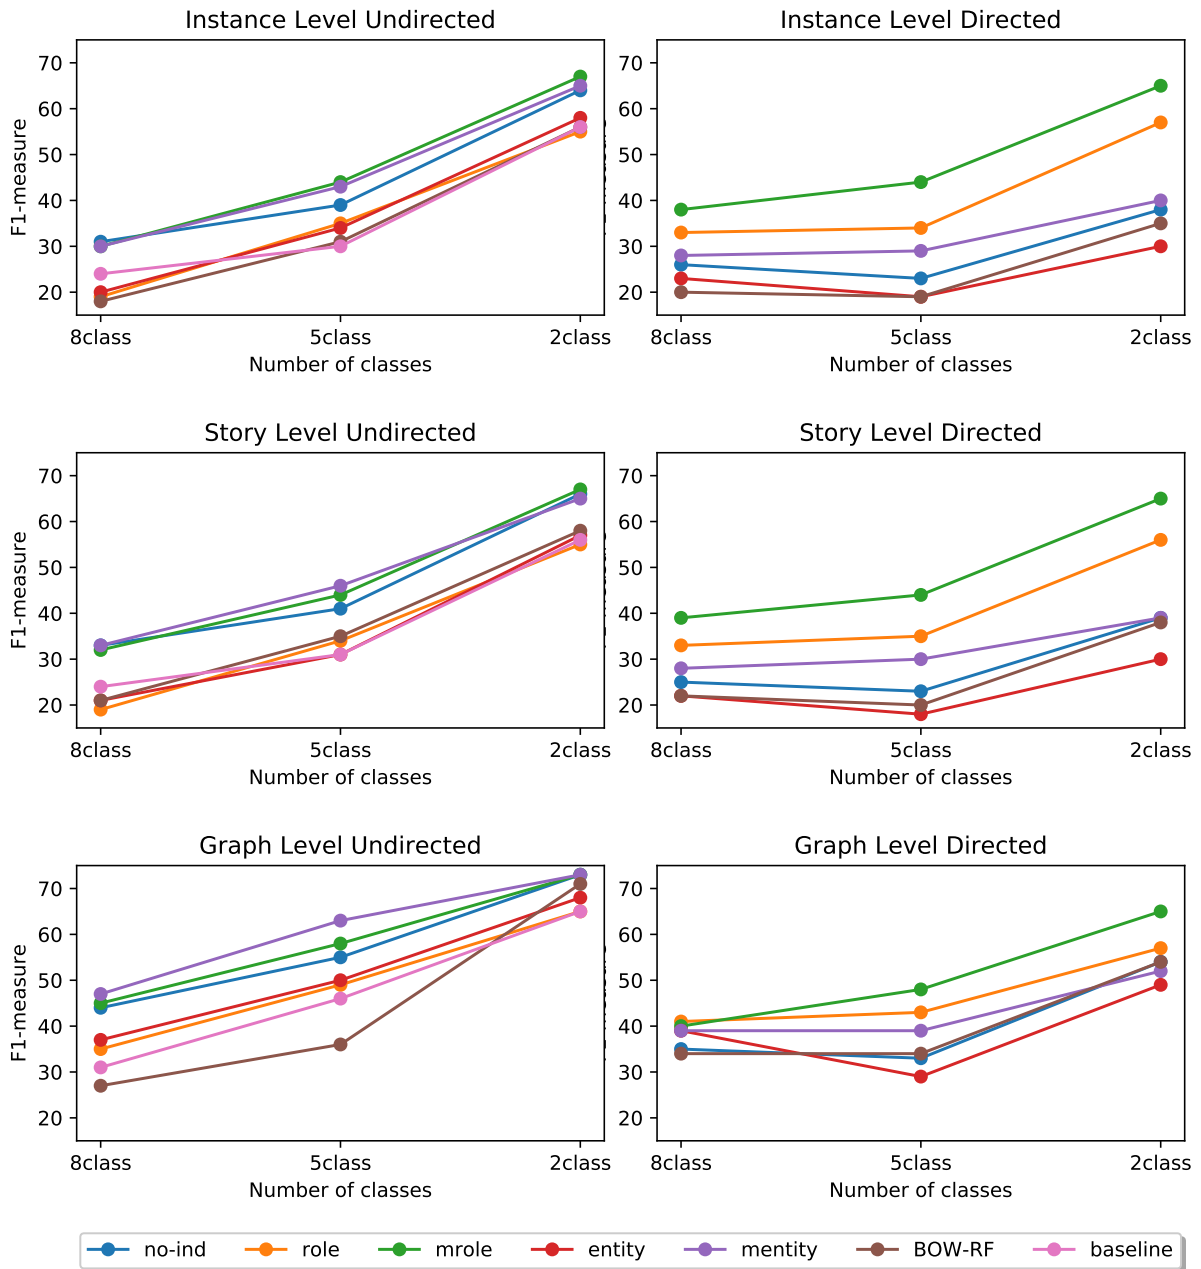 Instance Level Undirected
Instance Level Directed
70
60
50
40
30
20
F1-measure
8class 5class 2class
Number of classes
70
60
50
40
30
20
8class 5class 2class
Number of classes
Story Level Undirected
Story Level Directed
70
60
50
40
30
20
F1-measure
8class 5class 2class
Number of classes
70
60
50
40
30
20
8class 5class 2class
Number of classes
Graph Level Undirected
Graph Level Directed
70
60
50
40
30
20
F1-measure
8class 5class 2class
Number of classes
70
60
50
40
30
20
8class 5class 2class
Number of classes
no-ind role mrole entity mentity BOW-RF baseline